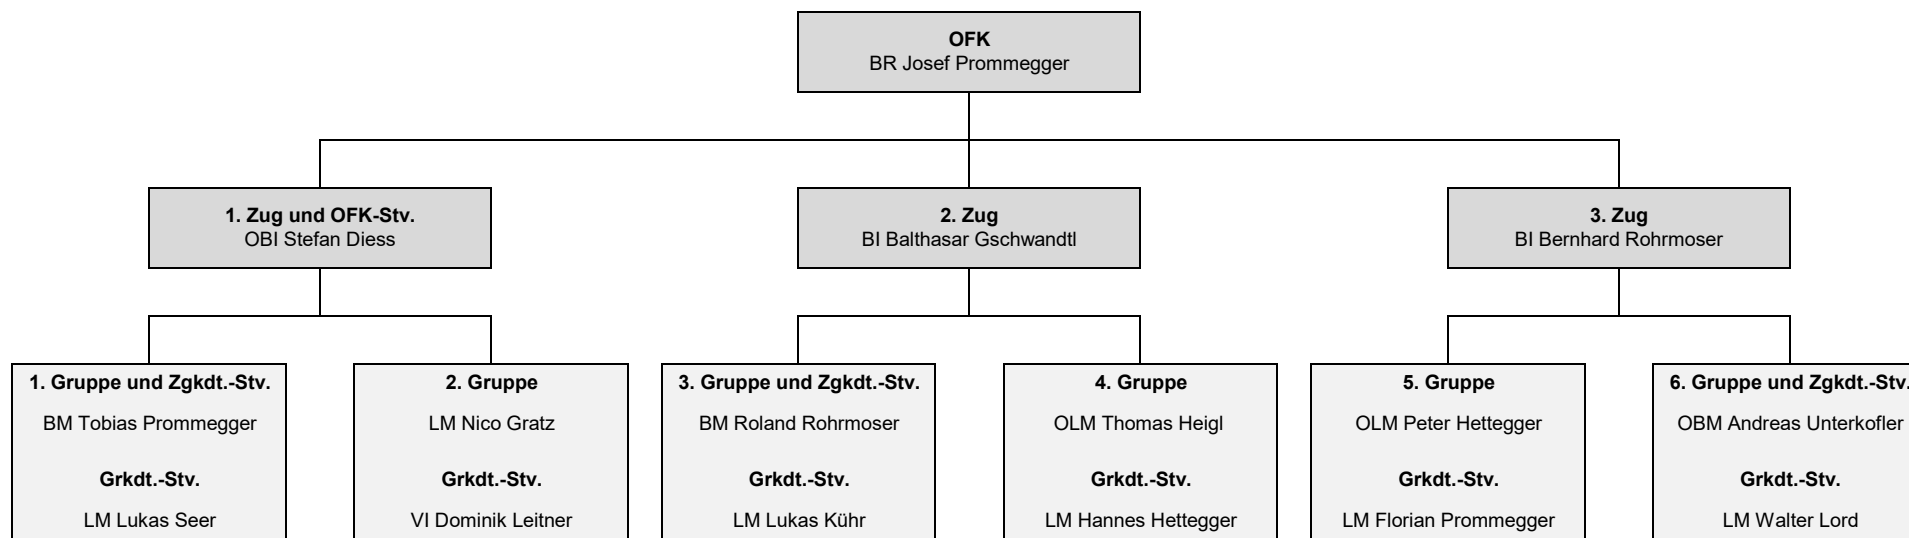 OFK
BR Josef Prommegger
1. Zug und OFK-Stv.
OBI Stefan Diess
2. Zug
BI Balthasar Gschwandtl
3. Zug
BI Bernhard Rohrmoser
1. Gruppe und Zgkdt.-Stv.
BM Tobias Prommegger
Grkdt.-Stv.
LM Lukas Seer
2. Gruppe
LM Nico Gratz
Grkdt.-Stv.
VI Dominik Leitner
3. Gruppe und Zgkdt.-Stv.
BM Roland Rohrmoser
Grkdt.-Stv.
LM Lukas Kühr
4. Gruppe
OLM Thomas Heigl
Grkdt.-Stv.
LM Hannes Hettegger
5. Gruppe
OLM Peter Hettegger
Grkdt.-Stv.
LM Florian Prommegger
6. Gruppe und Zgkdt.-Stv.
OBM Andreas Unterkofler
Grkdt.-Stv.
LM Walter Lord